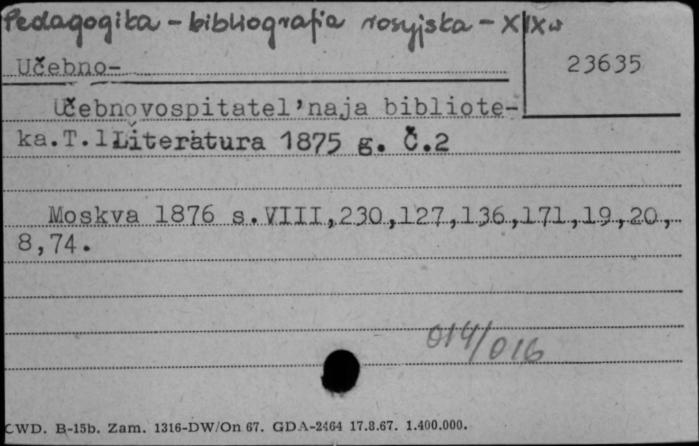 Pedagogika - bibliografia rosyjska - XIX w
23635
Učebno-
Učebnovospitatel'naja bibliote-
ka.T.1.Literatura 1875 g. Č.2
Moskva 1876 s.VIII,230,127,136,171,19,20,
8,74.
014/016
CWD. B-15b. Zam. 1316-DW/On 67. GDA-2464 17.8.67. 1.400.000.